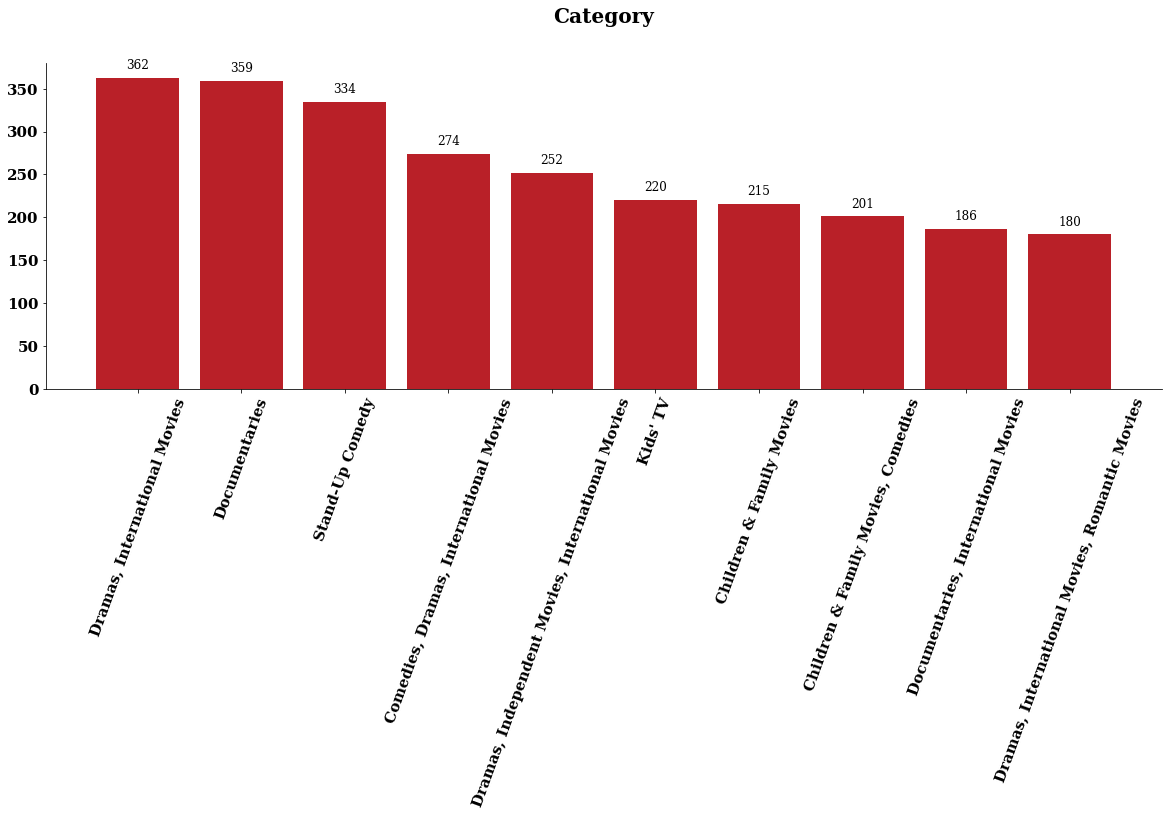 Category
362
359
334
274
252
220
215
201
186
180
350
300
250
200
150
100
50
0
Dramas, International Movies
Documentaries
Stand-Up Comedy
Comedies, Dramas, International Movies
Dramas, Independent Movies, International Movies
Kids' TV
Children & Family Movies
Children & Family Movies, Comedies
Documentaries, International Movies
Dramas, International Movies, Romantic Movies